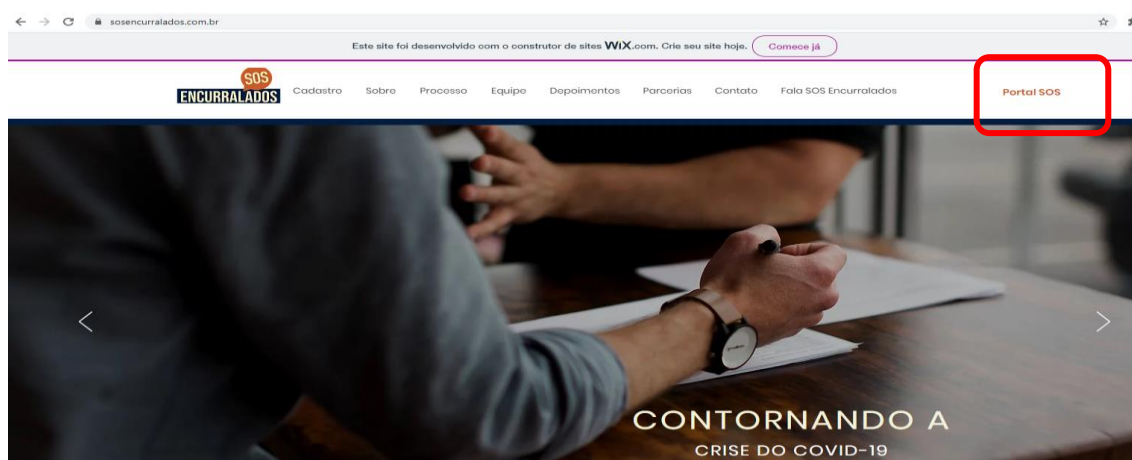 sosencurralados.com.br
Este site foi desenvolvido com o construtor de sites WiX.com. Crie seu site hoje. Comece já
SOS
ENCURRALADOS
Cadastro Sobre Processo Equipe Depoimentos Parcerias Contato Fala SOS Encurralados Portal SOS
CONTORNANDO A
CRISE DO COVID-19